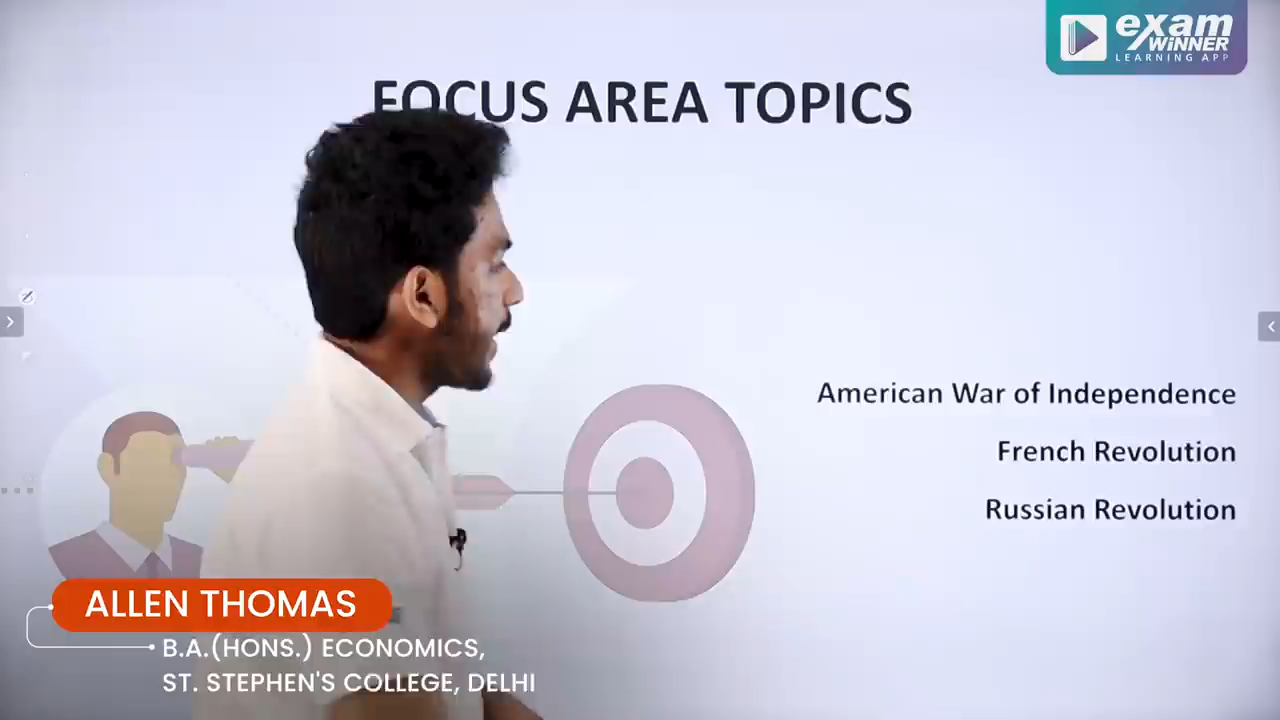 exam
WINNER
LEARNING APP
FOCUS AREA TOPICS
American War of Independence
French Revolution
Russian Revolution
ALLEN THOMAS
B.A.(HONS.) ECONOMICS,
ST. STEPHEN'S COLLEGE, DELHI